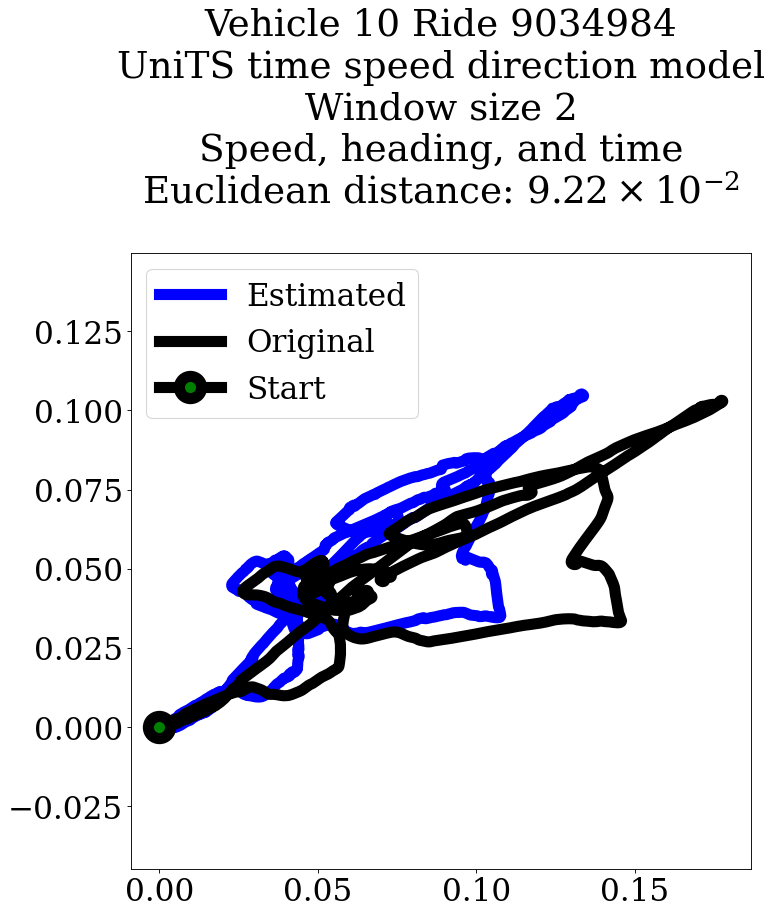 Vehicle 10 Ride 9034984
UniTS time speed direction model
Window size 2
Speed, heading, and time
Euclidean distance: $9.22 \times 10^{-2}$
Estimated
Original
Start
0.125
0.100
0.075
0.050
0.025
0.000
−0.025
0.00 0.05 0.10 0.15